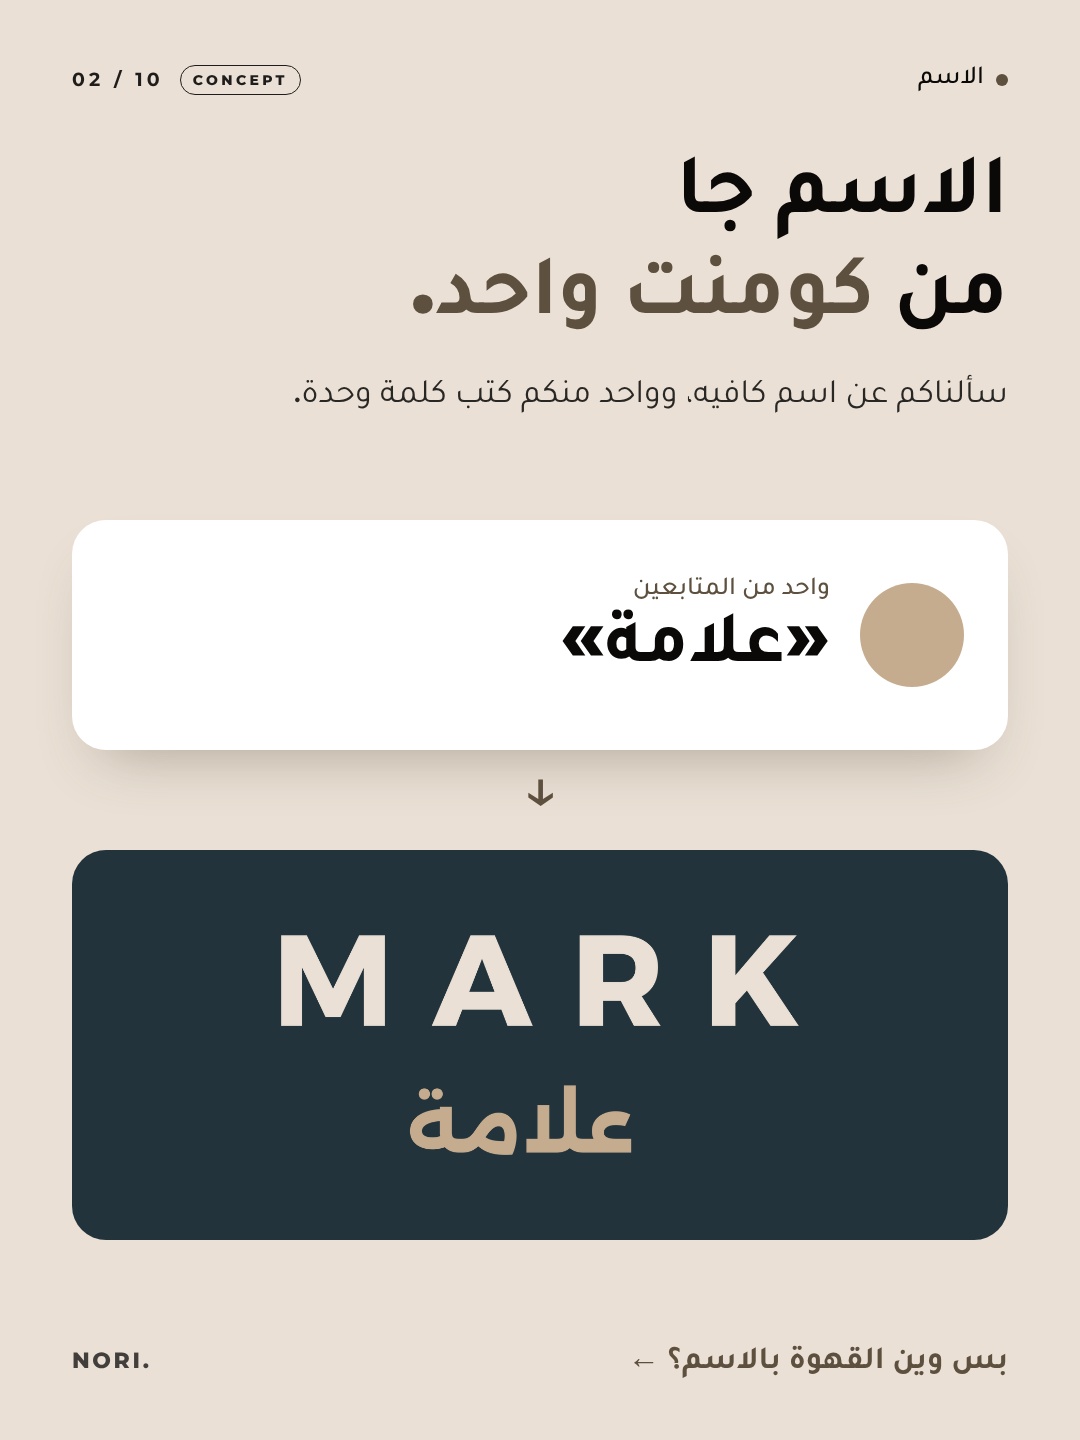 02 / 10 CONCEPT
الاسم
الاسم جا
من كومنت واحد.
سألناكم عن اسم كافيه، وواحد منكم كتب كلمة وحدة.
واحد من المتابعين
«علامة»
↓
MARK
علامة
بس وين القهوة بالاسم؟ ←
NORI.